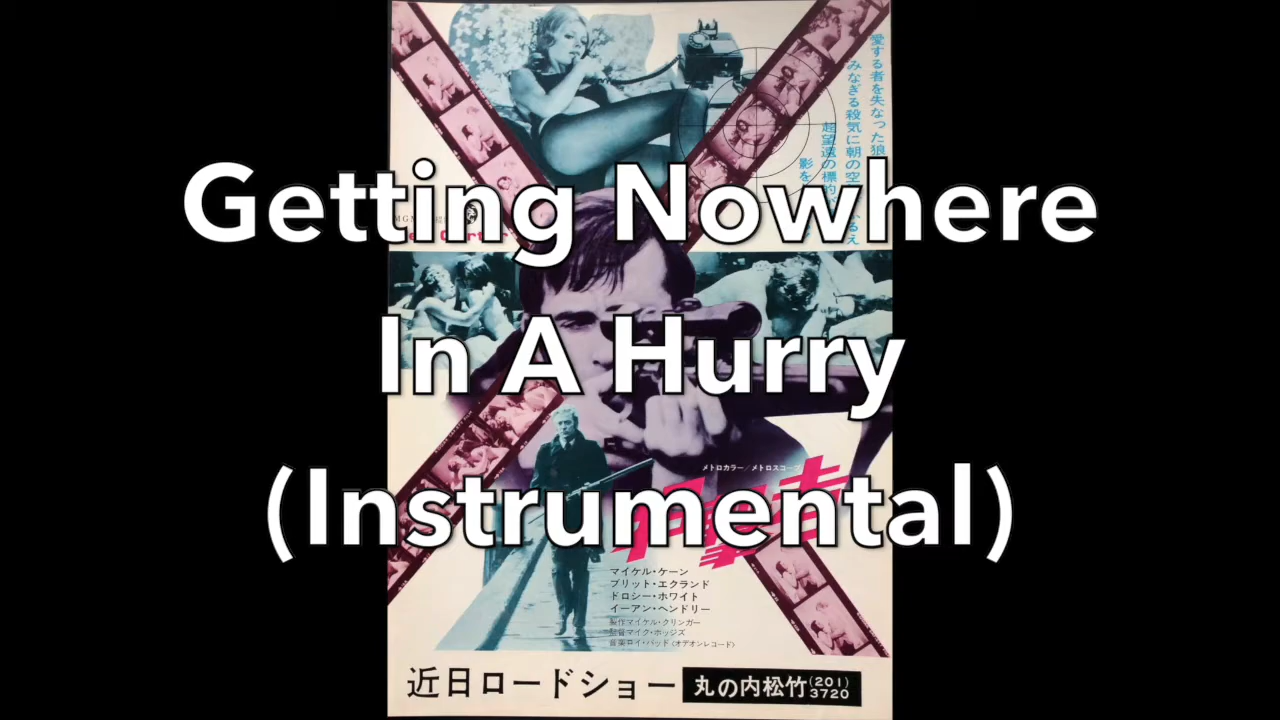 Getting Nowhere
In A Hurry
(Instrumental)
愛する者を失なった狼
みなぎる殺気に朝の空
メトロカラー/メトロスコープ
マイケル・ケーン
ブリット・エクランド
ドロシー・ホワイト
イーアン・ヘンドリー
製作マイケル・クリンガー
監督マイク・ホッジズ
音楽ロイ・バッド〈オデオンレコード〉
近日ロードショー
丸の内松竹(201)3720